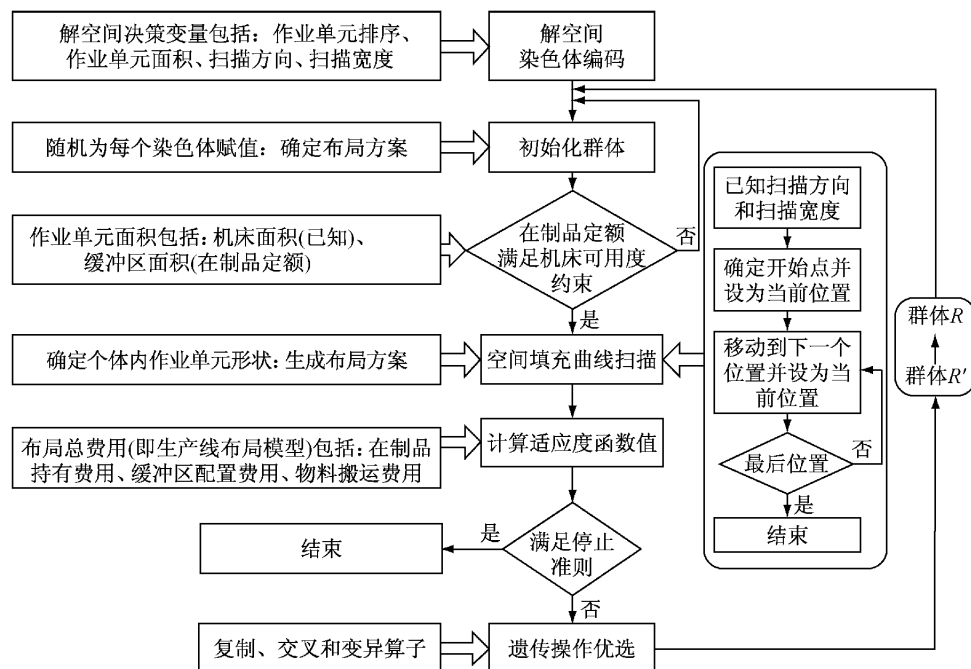 解空间决策变量包括：作业单元排序、
作业单元面积、扫描方向、扫描宽度
解空间
染色体编码
随机为每个染色体赋值：确定布局方案
初始化群体
作业单元面积包括：机床面积(已知)、
缓冲区面积(在制品定额)
在制品定额
满足机床可用度
约束
否
是
确定个体内作业单元形状：生成布局方案
空间填充曲线扫描
已知扫描方向
和扫描宽度
确定开始点并
设为当前位置
移动到下一个
位置并设为当
前位置
最后位置
否
是
结束
群体R
群体R′
布局总费用(即生产线布局模型)包括：在制品
持有费用、缓冲区配置费用、物料搬运费用
计算适应度函数值
满足停止
准则
是
结束
否
复制、交叉和变异算子
遗传操作优选